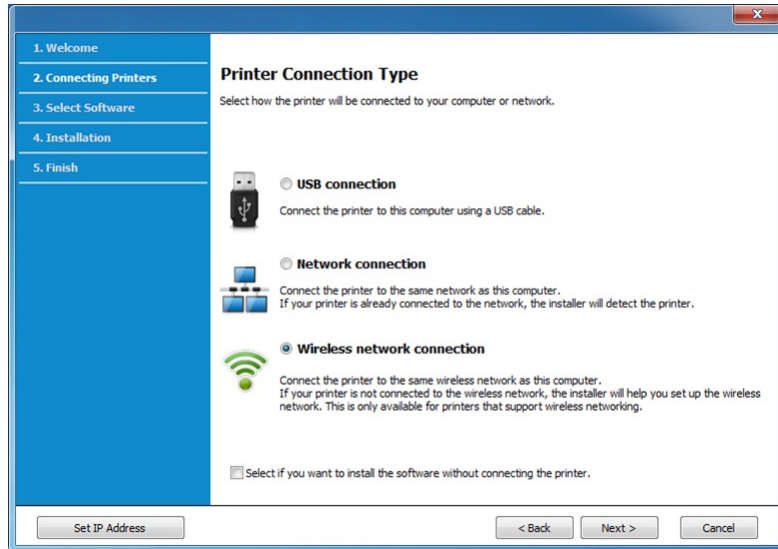 1. Welcome
2. Connecting Printers
3. Select Software
4. Installation
5. Finish
Printer Connection Type
Select how the printer will be connected to your computer or network.
USB connection
Connect the printer to this computer using a USB cable.
Network connection
Connect the printer to the same network as this computer.
If your printer is already connected to the network, the installer will detect the printer.
Wireless network connection
Connect the printer to the same wireless network as this computer.
If your printer is not connected to the wireless network, the installer will help you set up the wireless
network. This is only available for printers that support wireless networking.
Select if you want to install the software without connecting the printer.
Set IP Address
< Back
Next >
Cancel